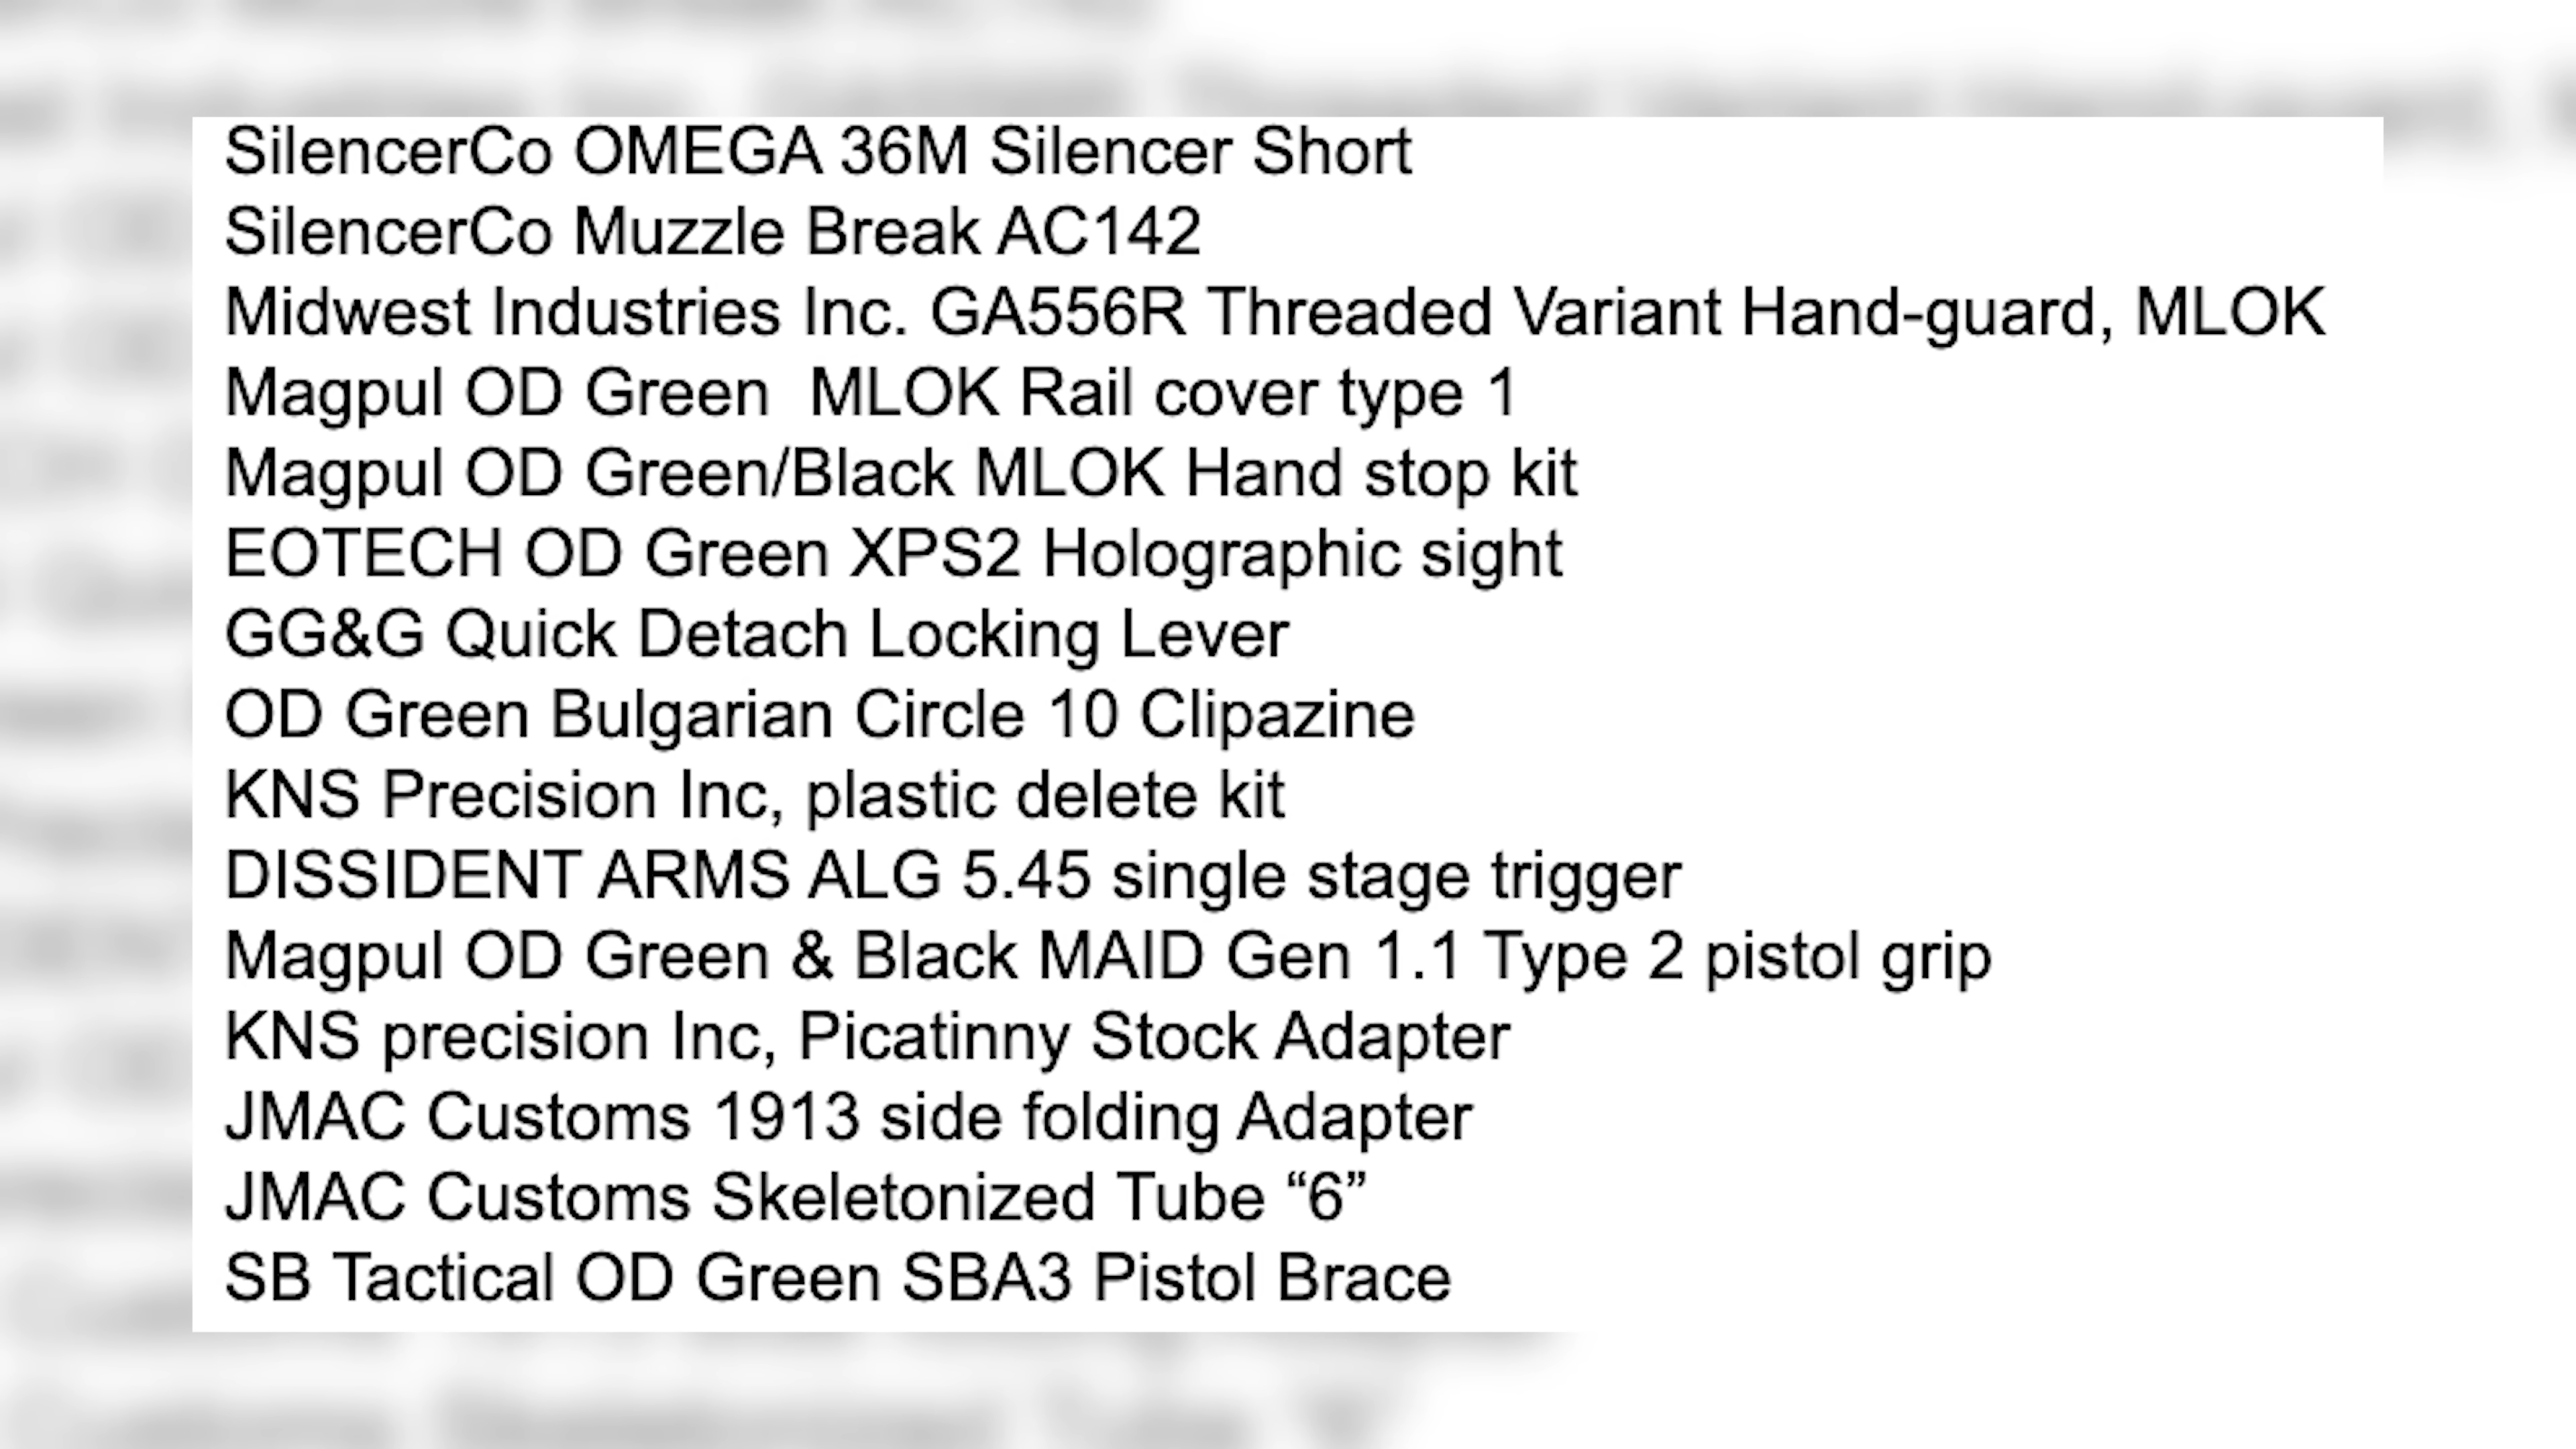 SilencerCo OMEGA 36M Silencer Short
SilencerCo Muzzle Break AC142
Midwest Industries Inc. GA556R Threaded Variant Hand-guard, MLOK
Magpul OD Green  MLOK Rail cover type 1
Magpul OD Green/Black MLOK Hand stop kit
EOTECH OD Green XPS2 Holographic sight
GG&G Quick Detach Locking Lever
OD Green Bulgarian Circle 10 Clipazine
KNS Precision Inc, plastic delete kit
DISSIDENT ARMS ALG 5.45 single stage trigger
Magpul OD Green & Black MAID Gen 1.1 Type 2 pistol grip
KNS precision Inc, Picatinny Stock Adapter
JMAC Customs 1913 side folding Adapter
JMAC Customs Skeletonized Tube “6”
SB Tactical OD Green SBA3 Pistol Brace